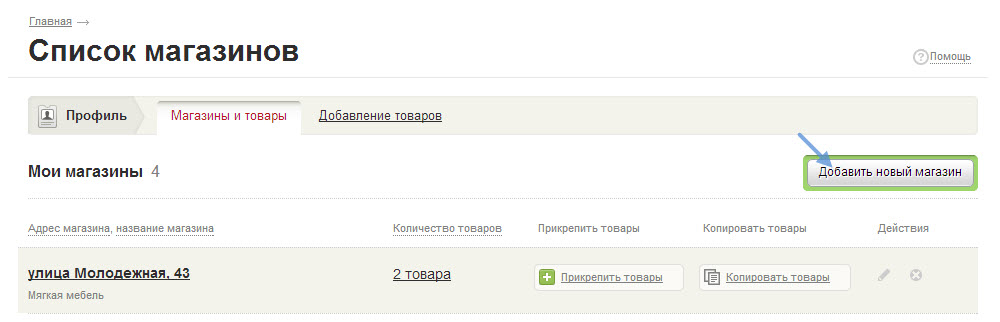 Главная →
Список магазинов
Помощь
Профиль Магазины и товары Добавление товаров
Мои магазины 4 Добавить новый магазин
Адрес магазина, название магазина Количество товаров Прикрепить товары Копировать товары Действия
улица Молодежная, 43 2 товара Прикрепить товары Копировать товары
Мягкая мебель